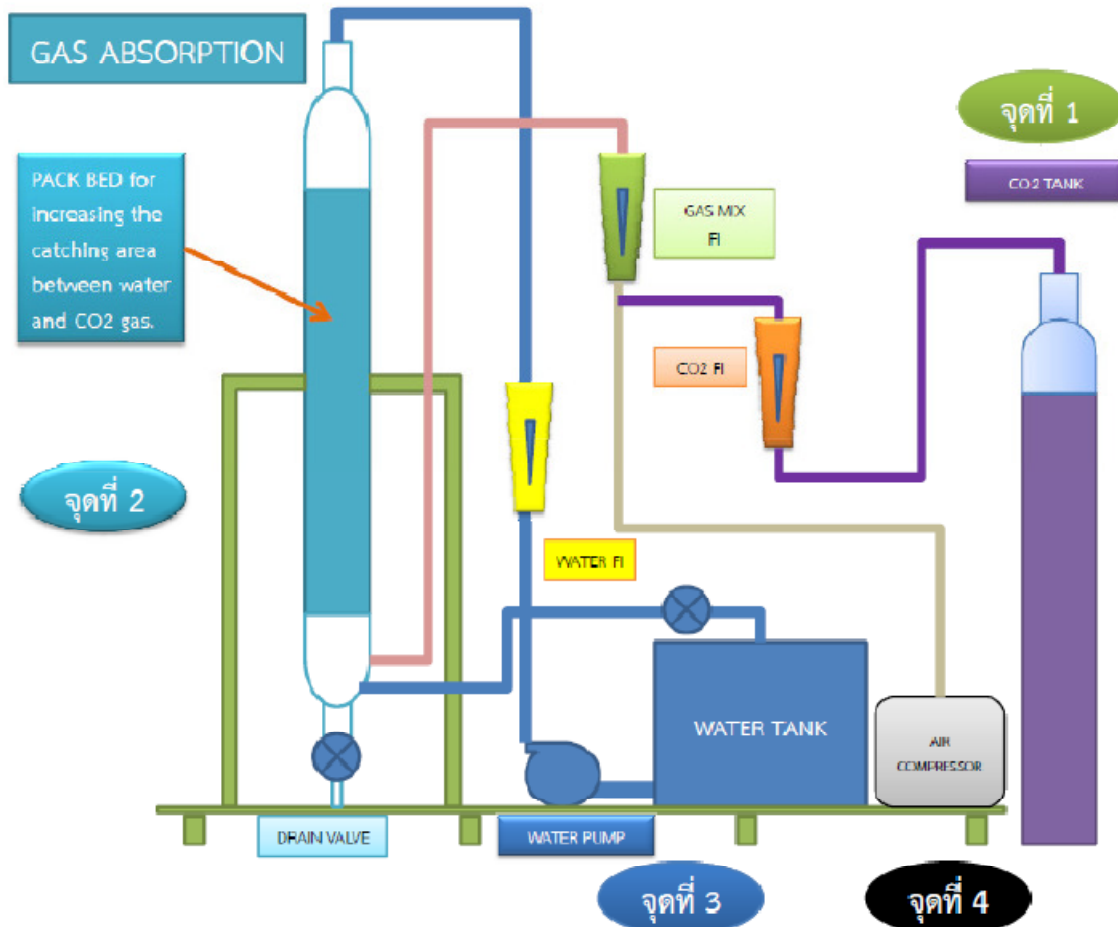 GAS ABSORPTION
จุดที่ 1
PACK BED for
increasing the
catching area
between water
and CO2 gas.
CO2 TANK
GAS MIX
FI
CO2 FI
จุดที่ 2
WATER FI
WATER TANK
AIR
COMPRESSOR
DRAIN VALVE
WATER PUMP
จุดที่ 3
จุดที่ 4